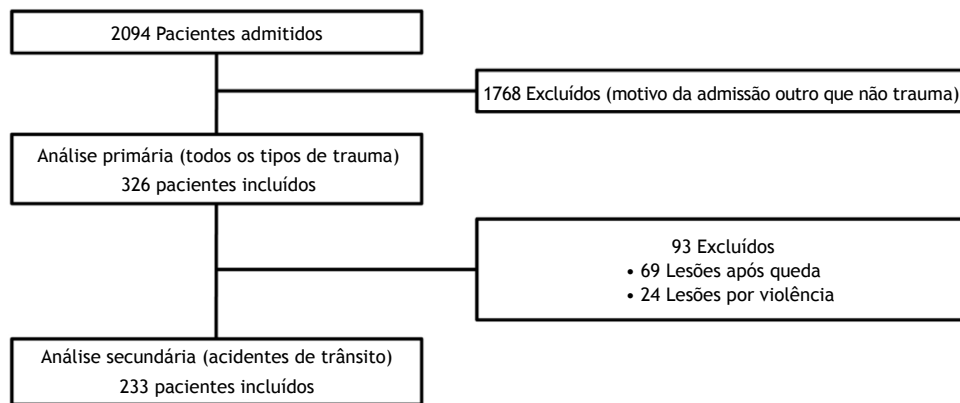 2094 Pacientes admitidos
1768 Excluídos (motivo da admissão outro que não trauma)
Análise primária (todos os tipos de trauma)
326 pacientes incluídos
93 Excluídos
• 69 Lesões após queda
• 24 Lesões por violência
Análise secundária (acidentes de trânsito)
233 pacientes incluídos